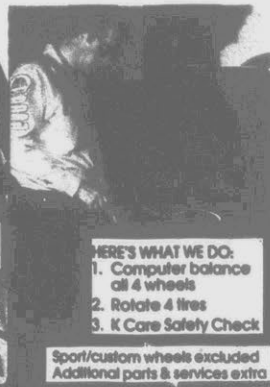 HERE'S WHAT WE DO:
1. Computer balance
all 4 wheels
2. Rotate 4 tires
3. K Care Safety Check
Sport/custom wheels excluded
Additional parts & services extra